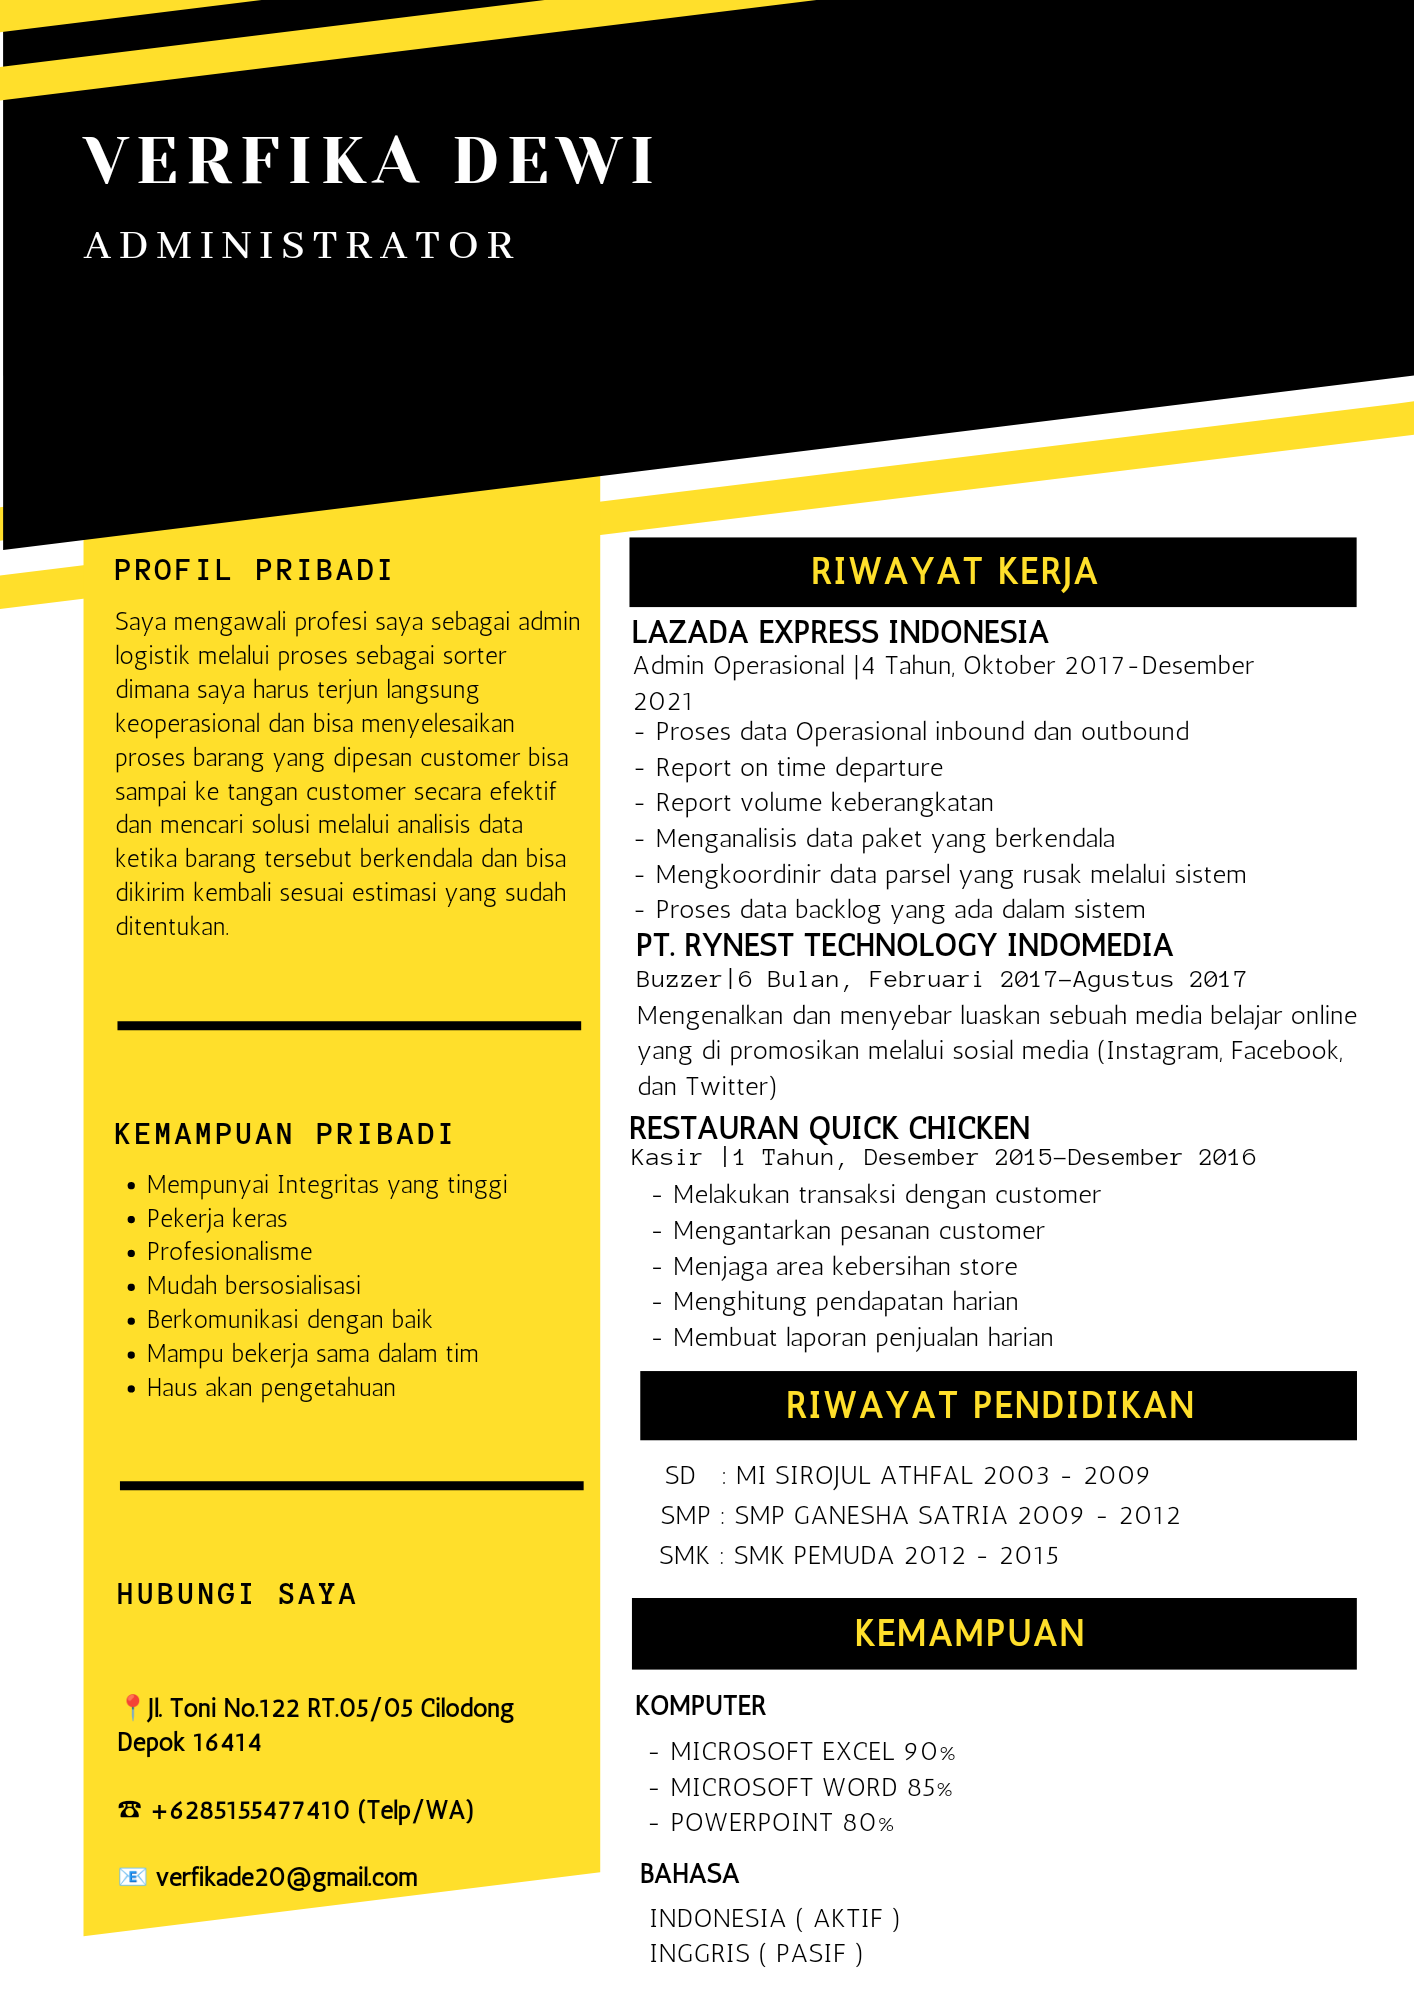 VERFIKA DEWI
ADMINISTRATOR
PROFIL PRIBADI
Saya mengawali profesi saya sebagai admin
logistik melalui proses sebagai sorter
dimana saya harus terjun langsung
keoperasional dan bisa menyelesaikan
proses barang yang dipesan customer bisa
sampai ke tangan customer secara efektif
dan mencari solusi melalui analisis data
ketika barang tersebut berkendala dan bisa
dikirim kembali sesuai estimasi yang sudah
ditentukan.
KEMAMPUAN PRIBADI
• Mempunyai Integritas yang tinggi
• Pekerja keras
• Profesionalisme
• Mudah bersosialisasi
• Berkomunikasi dengan baik
• Mampu bekerja sama dalam tim
• Haus akan pengetahuan
HUBUNGI SAYA
📍Jl. Toni No.122 RT.05/05 Cilodong
Depok 16414
☎ +6285155477410 (Telp/WA)
📧 verfikade20@gmail.com
RIWAYAT KERJA
LAZADA EXPRESS INDONESIA
Admin Operasional |4 Tahun, Oktober 2017-Desember
2021
- Proses data Operasional inbound dan outbound
- Report on time departure
- Report volume keberangkatan
- Menganalisis data paket yang berkendala
- Mengkoordinir data parsel yang rusak melalui sistem
- Proses data backlog yang ada dalam sistem
PT. RYNEST TECHNOLOGY INDOMEDIA
Buzzer|6 Bulan, Februari 2017-Agustus 2017
Mengenalkan dan menyebar luaskan sebuah media belajar online
yang di promosikan melalui sosial media (Instagram, Facebook,
dan Twitter)
RESTAURAN QUICK CHICKEN
Kasir |1 Tahun, Desember 2015-Desember 2016
- Melakukan transaksi dengan customer
- Mengantarkan pesanan customer
- Menjaga area kebersihan store
- Menghitung pendapatan harian
- Membuat laporan penjualan harian
RIWAYAT PENDIDIKAN
SD : MI SIROJUL ATHFAL 2003 - 2009
SMP : SMP GANESHA SATRIA 2009 - 2012
SMK : SMK PEMUDA 2012 - 2015
KEMAMPUAN
KOMPUTER
- MICROSOFT EXCEL 90%
- MICROSOFT WORD 85%
- POWERPOINT 80%
BAHASA
INDONESIA ( AKTIF )
INGGRIS ( PASIF )